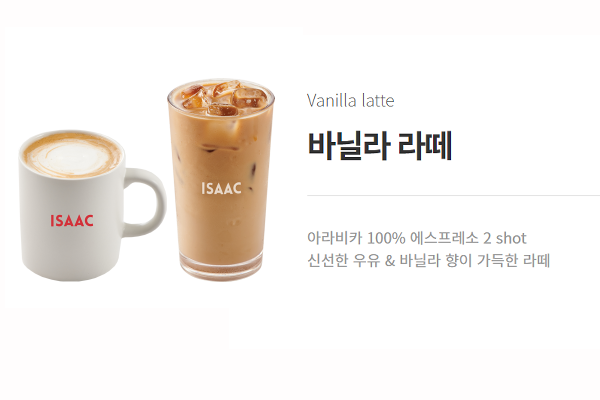 Vanilla latte
바닐라 라떼
ISAAC
ISAAC
아라비카 100% 에스프레소 2 shot
신선한 우유 & 바닐라 향이 가득한 라떼